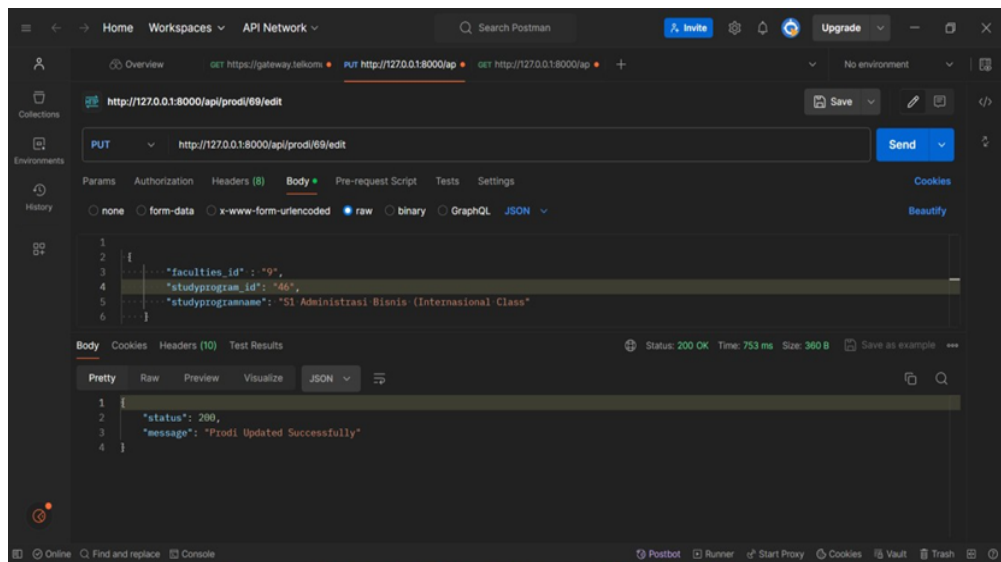 Home Workspaces API Network Search Postman Invite Upgrade
Overview GET https://gateway.telkomu PUT http://127.0.0.1:8000/ap GET http://127.0.0.1:8000/ap + No environment
http://127.0.0.1:8000/api/prodi/69/edit Save
PUT http://127.0.0.1:8000/api/prodi/69/edit Send
Collections
Environments
History
Params Authorization Headers (8) Body Pre-request Script Tests Settings Cookies
none form-data x-www-form-urlencoded raw binary GraphQL JSON Beautify
1
2 {
3 "faculties_id" : "9",
4 "studyprogram_id": "46",
5 "studyprogramname": "S1 Administrasi Bisnis (Internasional Class"
6 }
Body Cookies Headers (10) Test Results Status: 200 OK Time: 753 ms Size: 360 B Save as example
Pretty Raw Preview Visualize JSON
1 {
2 "status": 200,
3 "message": "Prodi Updated Successfully"
4 }
Online Find and replace Console Postbot Runner Start Proxy Cookies Vault Trash